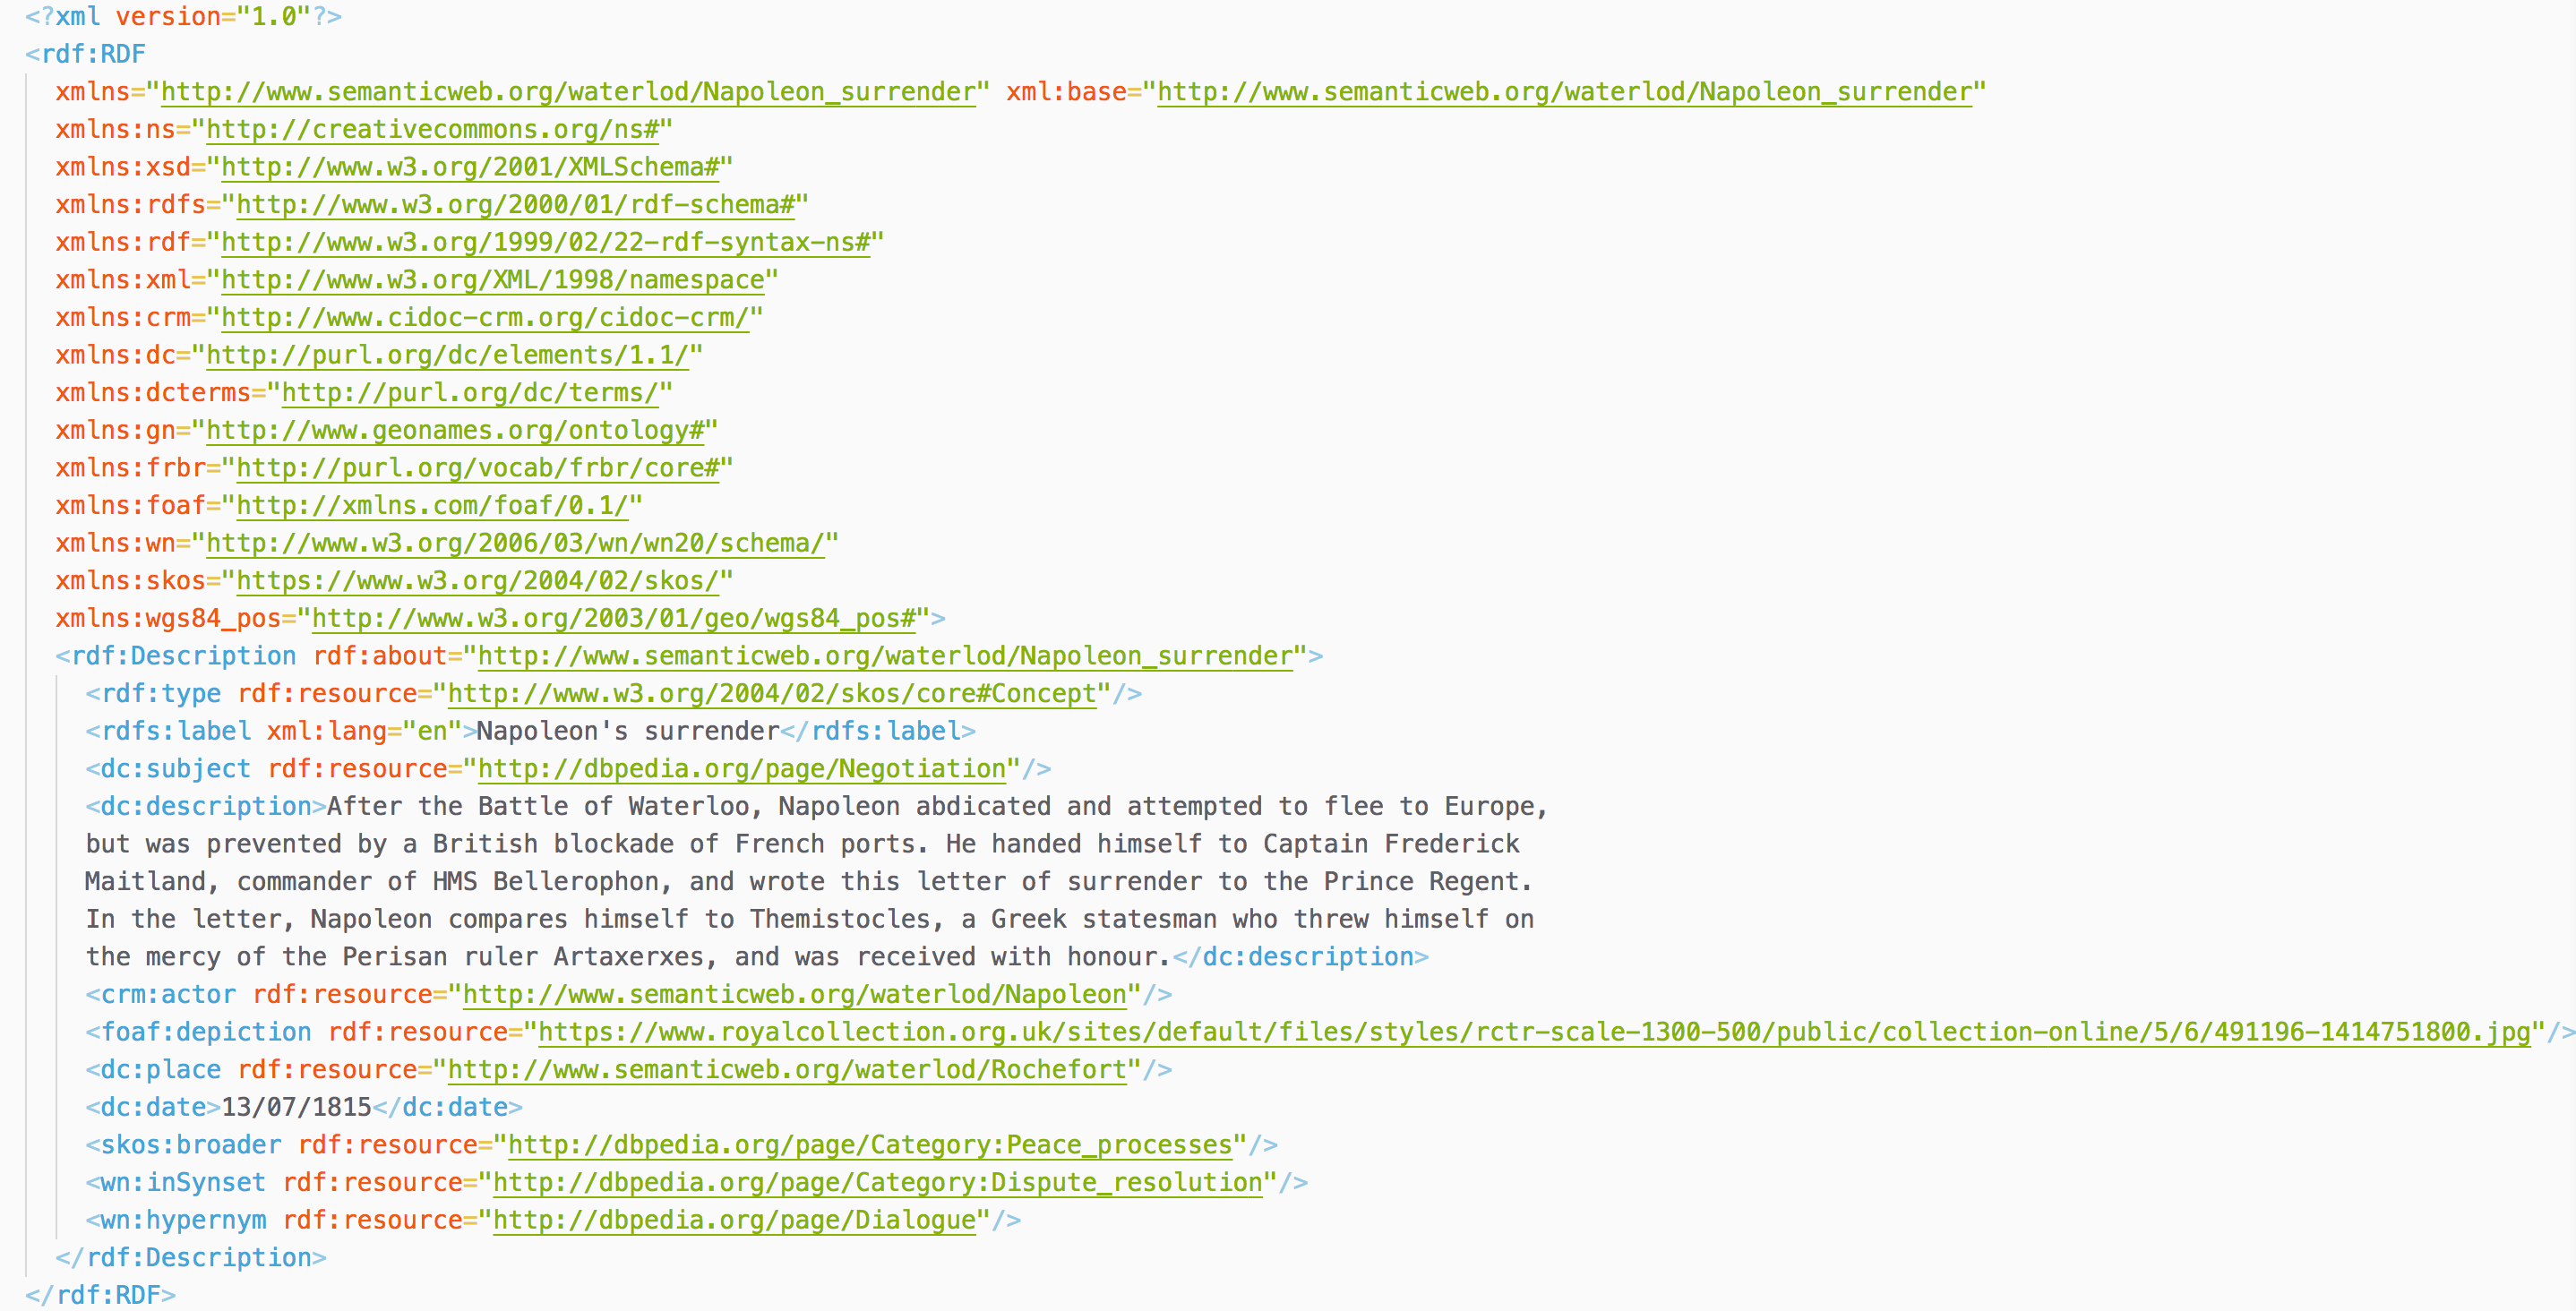 <?xml version="1.0"?>
<rdf:RDF
xmlns="http://www.semanticweb.org/waterlod/Napoleon_surrender" xml:base="http://www.semanticweb.org/waterlod/Napoleon_surrender"
xmlns:ns="http://creativecommons.org/ns#"
xmlns:xsd="http://www.w3.org/2001/XMLSchema#"
xmlns:rdfs="http://www.w3.org/2000/01/rdf-schema#"
xmlns:rdf="http://www.w3.org/1999/02/22-rdf-syntax-ns#"
xmlns:xml="http://www.w3.org/XML/1998/namespace"
xmlns:crm="http://www.cidoc-crm.org/cidoc-crm/"
xmlns:dc="http://purl.org/dc/elements/1.1/"
xmlns:dcterms="http://purl.org/dc/terms/"
xmlns:gn="http://www.geonames.org/ontology#"
xmlns:frbr="http://purl.org/vocab/frbr/core#"
xmlns:foaf="http://xmlns.com/foaf/0.1/"
xmlns:wn="http://www.w3.org/2006/03/wn/wn20/schema/"
xmlns:skos="https://www.w3.org/2004/02/skos/"
xmlns:wgs84_pos="http://www.w3.org/2003/01/geo/wgs84_pos#">
<rdf:Description rdf:about="http://www.semanticweb.org/waterlod/Napoleon_surrender">
<rdf:type rdf:resource="http://www.w3.org/2004/02/skos/core#Concept"/>
<rdfs:label xml:lang="en">Napoleon's surrender</rdfs:label>
<dc:subject rdf:resource="http://dbpedia.org/page/Negotiation"/>
<dc:description>After the Battle of Waterloo, Napoleon abdicated and attempted to flee to Europe,
but was prevented by a British blockade of French ports. He handed himself to Captain Frederick
Maitland, commander of HMS Bellerophon, and wrote this letter of surrender to the Prince Regent.
In the letter, Napoleon compares himself to Themistocles, a Greek statesman who threw himself on
the mercy of the Perisan ruler Artaxerxes, and was received with honour.</dc:description>
<crm:actor rdf:resource="http://www.semanticweb.org/waterlod/Napoleon"/>
<foaf:depiction rdf:resource="https://www.royalcollection.org.uk/sites/default/files/styles/rctr-scale-1300-500/public/collection-online/5/6/491196-1414751800.jpg"/>
<dc:place rdf:resource="http://www.semanticweb.org/waterlod/Rochefort"/>
<dc:date>13/07/1815</dc:date>
<skos:broader rdf:resource="http://dbpedia.org/page/Category:Peace_processes"/>
<wn:inSynset rdf:resource="http://dbpedia.org/page/Category:Dispute_resolution"/>
<wn:hypernym rdf:resource="http://dbpedia.org/page/Dialogue"/>
</rdf:Description>
</rdf:RDF>